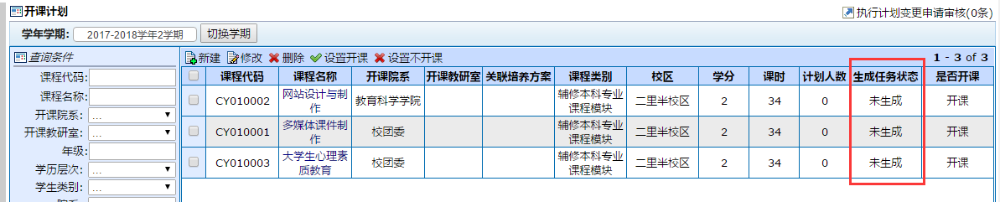 开课计划
执行计划变更申请审核(0条)
学年学期: 2017-2018学年2学期 切换学期
查询条件
课程代码:
课程名称:
开课院系: ...
开课教研室: ...
年级:
学历层次: ...
学生类别: ...
新建 修改 删除 设置开课 设置不开课 1 - 3 of 3
课程代码 课程名称 开课院系 开课教研室 关联培养方案 课程类别 校区 学分 课时 计划人数 生成任务状态 是否开课
CY010002 网站设计与制作 教育科学学院 辅修本科专业课程模块 二里半校区 2 34 0 未生成 开课
CY010001 多媒体课件制作 校团委 辅修本科专业课程模块 二里半校区 2 34 0 未生成 开课
CY010003 大学生心理素质教育 校团委 辅修本科专业课程模块 二里半校区 2 34 0 未生成 开课